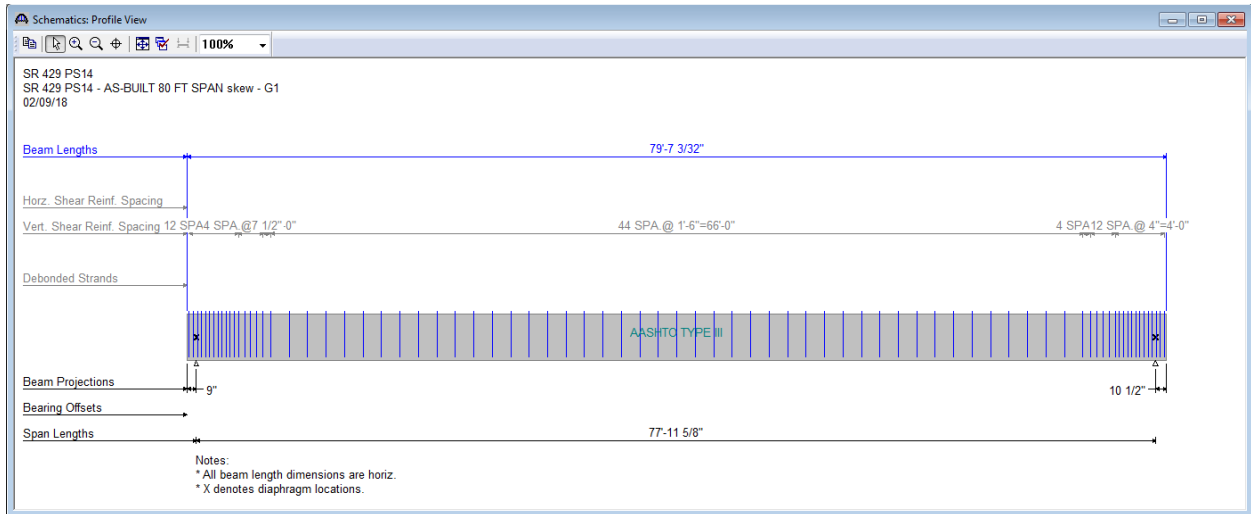 Schematics: Profile View
100%
SR 429 PS14
SR 429 PS14 - AS-BUILT 80 FT SPAN skew - G1
02/09/18
Beam Lengths 79'-7 3/32"
Horz. Shear Reinf. Spacing
Vert. Shear Reinf. Spacing 12 SPA4 SPA.@7 1/2"-0" 44 SPA.@ 1'-6"=66'-0" 4 SPA12 SPA.@ 4"=4'-0"
Debonded Strands
AASHTO TYPE III
x x
Beam Projections 9" 10 1/2"
Bearing Offsets
Span Lengths 77'-11 5/8"
Notes:
* All beam length dimensions are horiz.
* X denotes diaphragm locations.